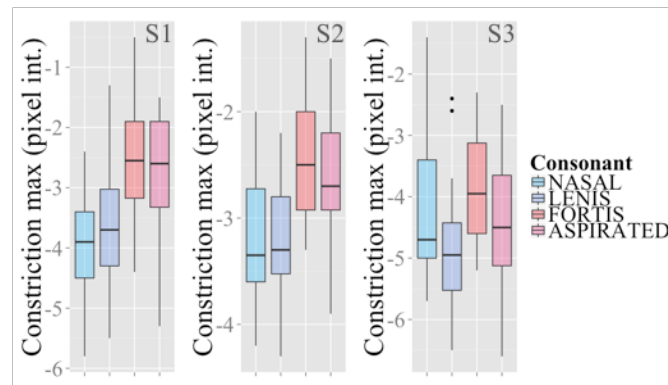 S1
Constriction max (pixel int.)
-1
-2
-3
-4
-5
-6
S2
Constriction max (pixel int.)
-2
-3
-4
S3
Constriction max (pixel int.)
-2
-3
-4
-5
-6
Consonant
NASAL
LENIS
FORTIS
ASPIRATED